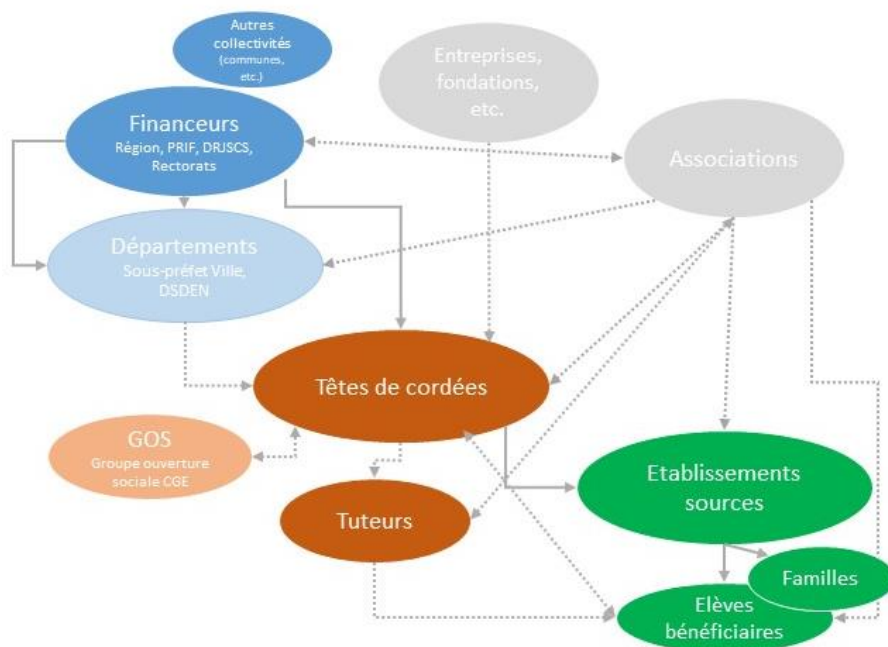 Autres
collectivités
(communes,
etc.)
Entreprises,
fondations,
etc.
Financeurs
Région, PRIF, DRJSCS,
Rectorats
Associations
Départements
Sous-préfet Ville,
DSDEN
Têtes de cordées
GOS
Groupe ouverture
sociale CGE
Etablissements
sources
Tuteurs
Familles
Elèves
bénéficiaires